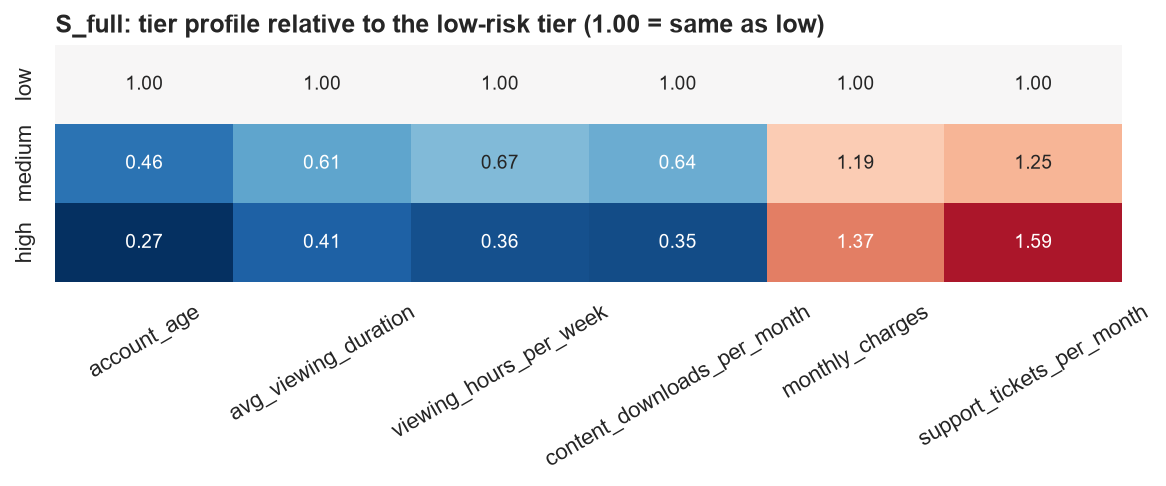 S_full: tier profile relative to the low-risk tier (1.00 = same as low)
low 1.00 1.00 1.00 1.00 1.00 1.00
medium 0.46 0.61 0.67 0.64 1.19 1.25
high 0.27 0.41 0.36 0.35 1.37 1.59
account_age
avg_viewing_duration
viewing_hours_per_week
content_downloads_per_month
monthly_charges
support_tickets_per_month